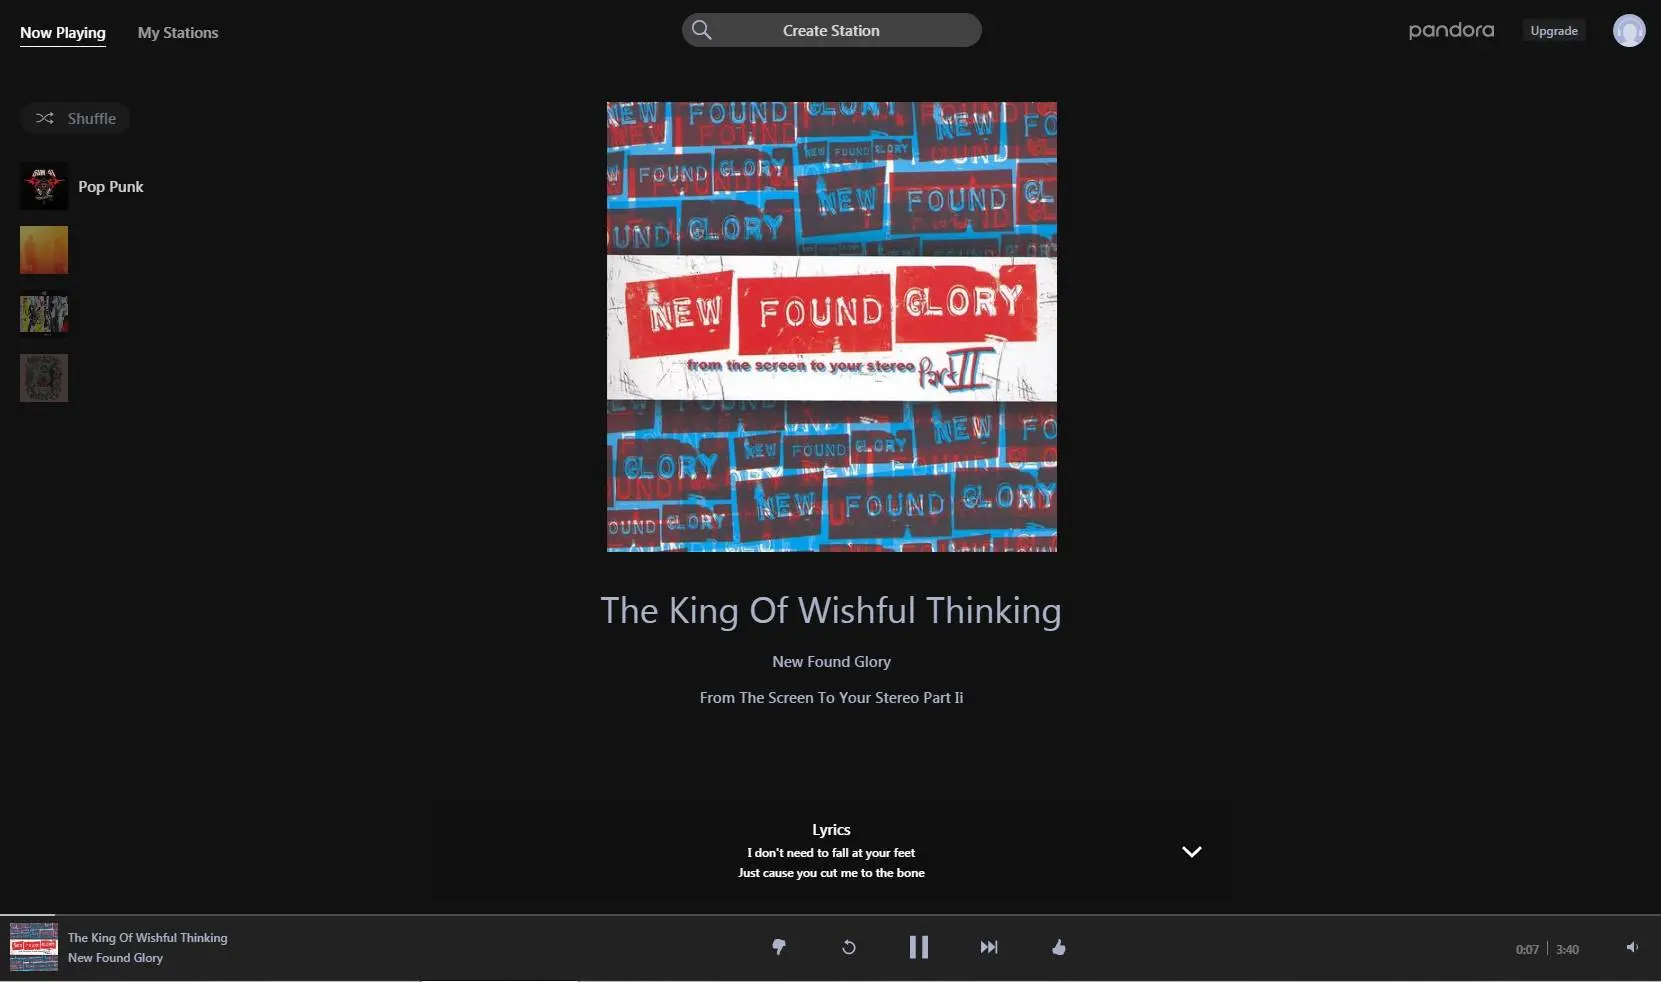 Now Playing
My Stations
Create Station
pandora
Upgrade
Shuffle
Pop Punk
NEW FOUND GLORY
from the screen to your stereo Part II
The King Of Wishful Thinking
New Found Glory
From The Screen To Your Stereo Part Ii
Lyrics
I don't need to fall at your feet
Just cause you cut me to the bone
The King Of Wishful Thinking
New Found Glory
0:07 | 3:40